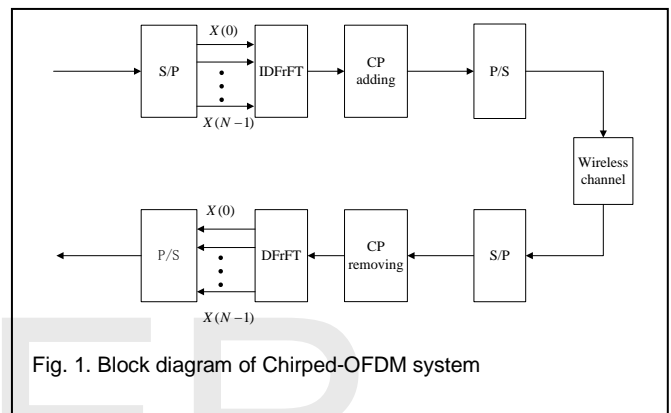 X(0)
S/P
IDFrFT
CP
adding
P/S
X(N−1)
Wireless
channel
X(0)
P/S
DFrFT
CP
removing
S/P
X(N−1)
Fig. 1. Block diagram of Chirped-OFDM system